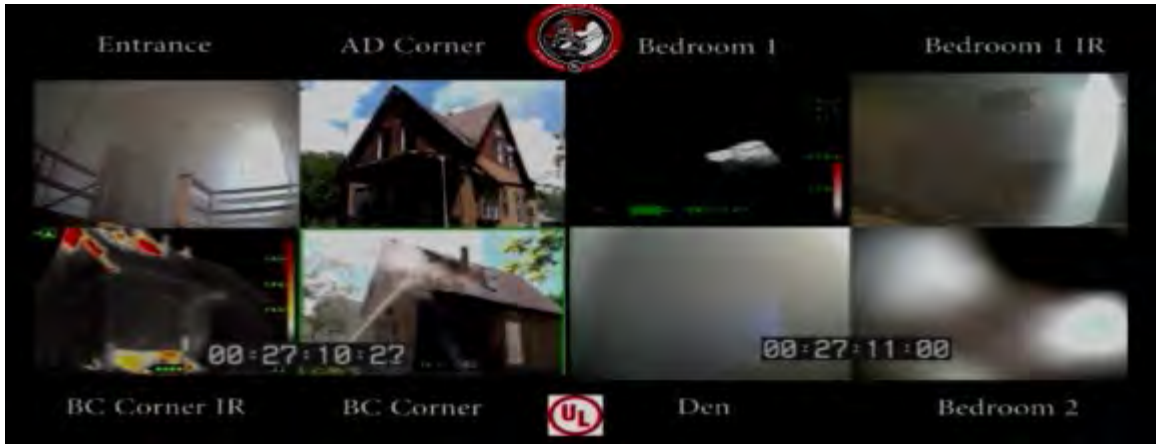 Entrance
AD Corner
Bedroom 1
Bedroom 1 IR
00:27:10:27
00:27:11:00
BC Corner IR
BC Corner
UL
Den
Bedroom 2